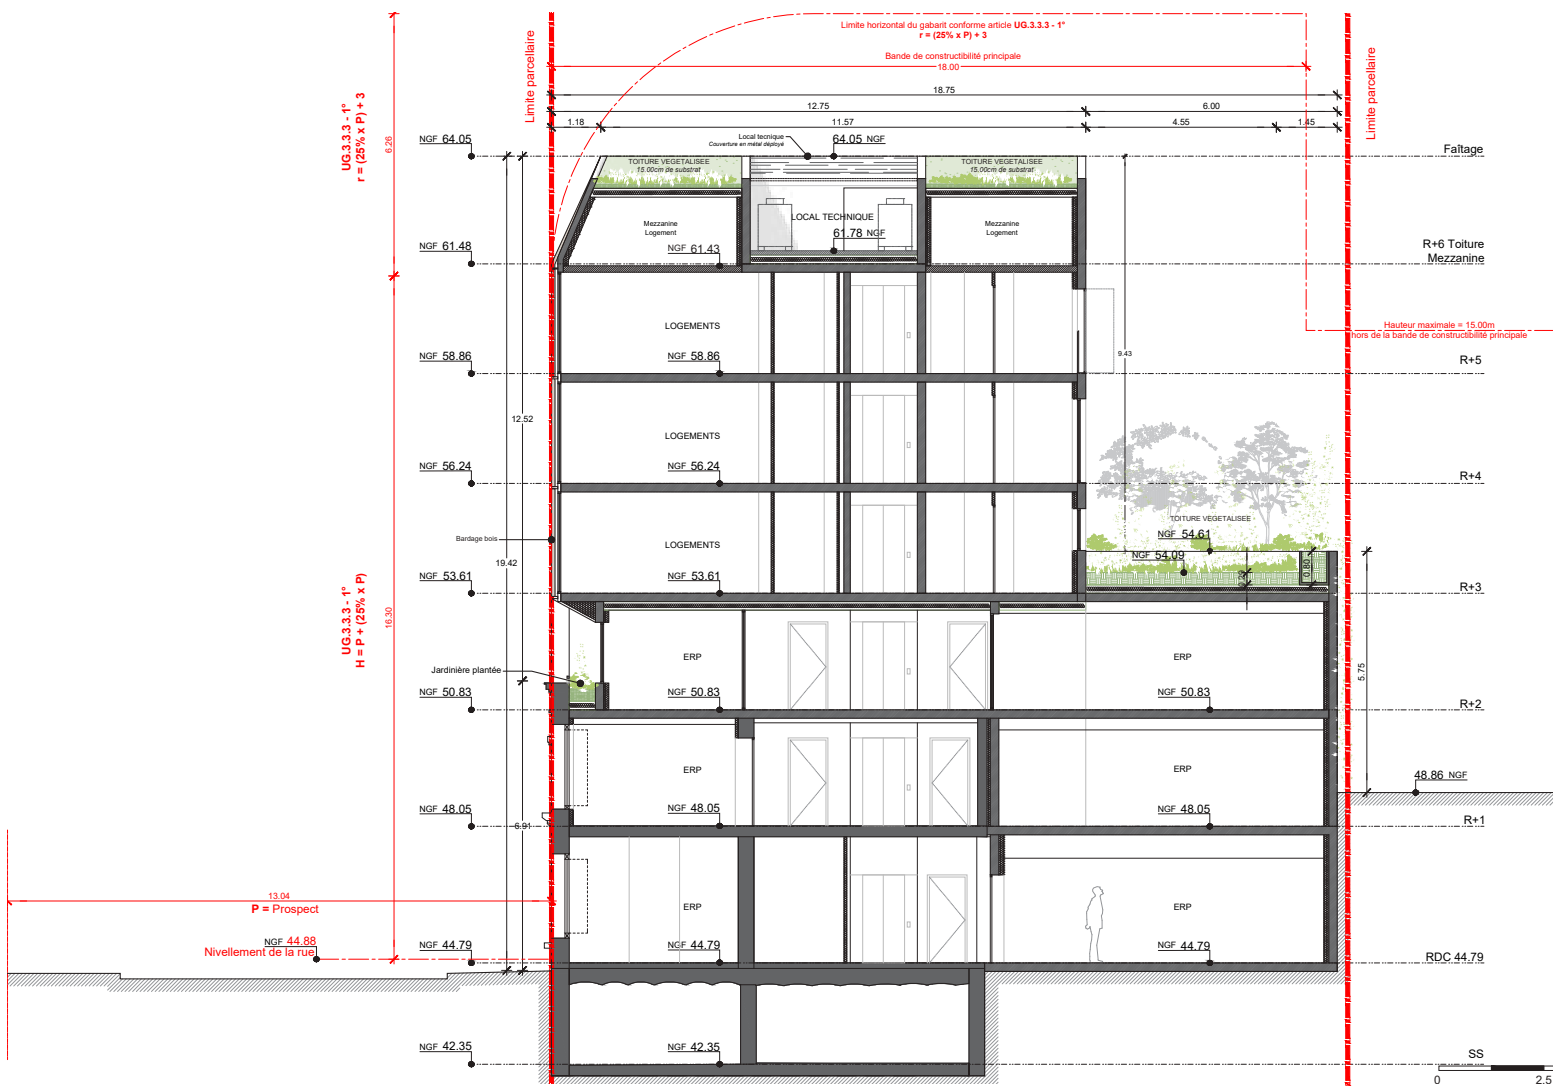 Limite horizontal du gabarit conforme article UG.3.3.3 - 1°
r = (25% x P) + 3
Bande de constructibilité principale
18.00
Limite parcellaire
Limite parcellaire
18.75
12.75
6.00
1.18
11.57
4.55
1.45
UG.3.3.3 - 1°
r = (25% x P) + 3
6.26
NGF 64.05
Local technique
Couverture en métal déployé
64.05 NGF
Faîtage
TOITURE VEGETALISEE
15.00cm de substrat
TOITURE VEGETALISEE
15.00cm de substrat
Mezzanine
Logement
LOCAL TECHNIQUE
Mezzanine
Logement
61.78 NGF
NGF 61.48
NGF 61.43
R+6 Toiture
Mezzanine
LOGEMENTS
Hauteur maximale = 15.00m
hors de la bande de constructibilité principale
9.43
NGF 58.86
NGF 58.86
R+5
12.52
LOGEMENTS
NGF 56.24
NGF 56.24
R+4
TOITURE VEGETALISEE
NGF 54.61
Bardage bois
LOGEMENTS
NGF 54.09
0.80
19.42
NGF 53.61
NGF 53.61
R+3
UG.3.3.3 - 1°
H = P + (25% x P)
16.30
ERP
ERP
Jardinière plantée
5.75
NGF 50.83
NGF 50.83
NGF 50.83
R+2
ERP
ERP
48.86 NGF
NGF 48.05
NGF 48.05
NGF 48.05
R+1
6.91
13.04
P = Prospect
ERP
ERP
NGF 44.88
Nivellement de la rue
NGF 44.79
NGF 44.79
NGF 44.79
RDC 44.79
NGF 42.35
NGF 42.35
SS
0
2.5